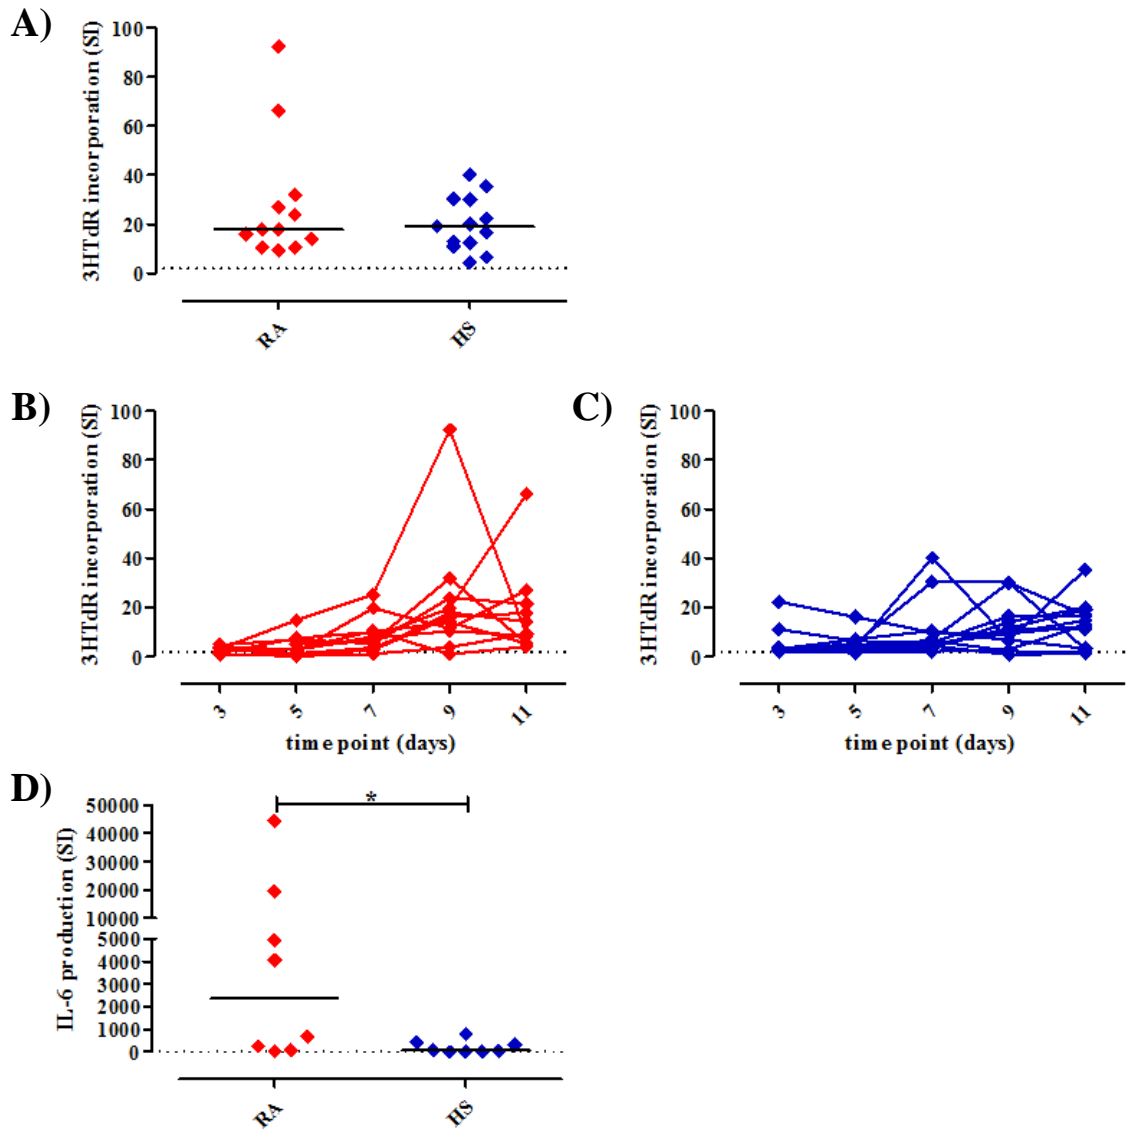 A)
3HTdR incorporation (SI)
100
80
60
40
20
0
RA
HS
B)
3HTdR incorporation (SI)
100
80
60
40
20
0
3
5
7
9
11
time point (days)
C)
3HTdR incorporation (SI)
100
80
60
40
20
0
3
5
7
9
11
time point (days)
D)
IL-6 production (SI)
50000
40000
30000
20000
10000
5000
4000
3000
2000
1000
0
*
RA
HS